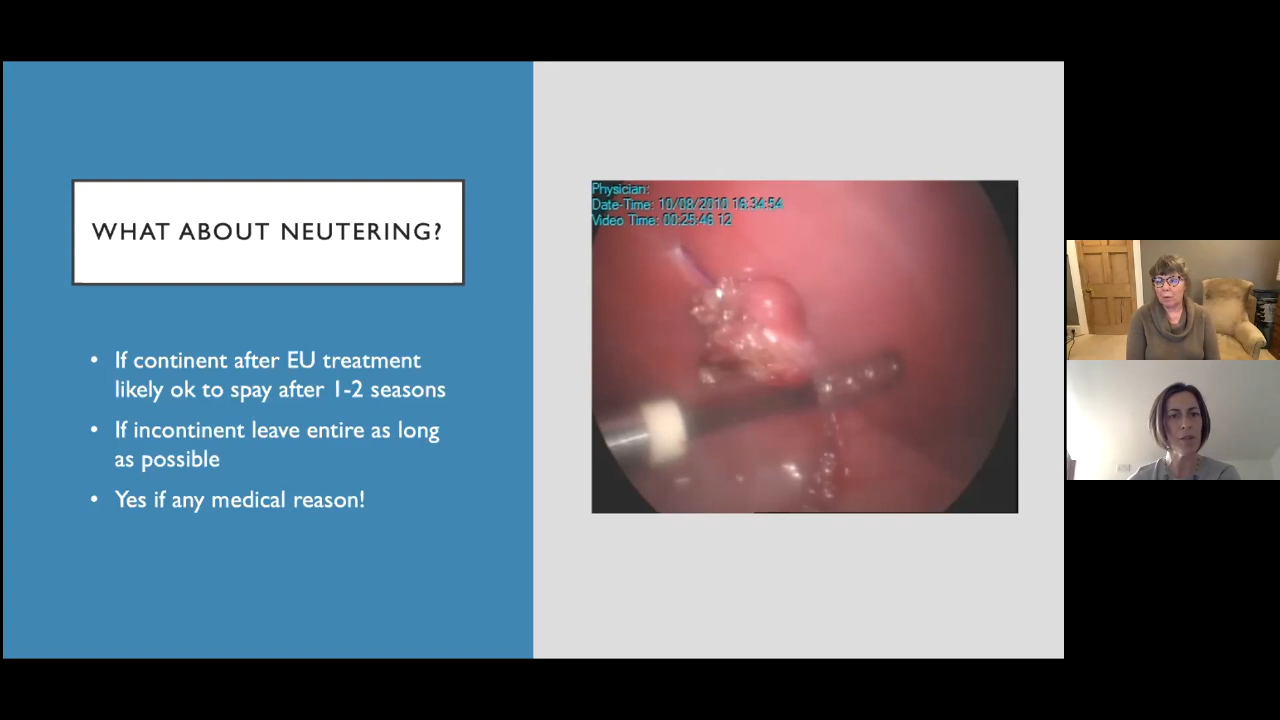 WHAT ABOUT NEUTERING?
• If continent after EU treatment
likely ok to spay after 1-2 seasons
• If incontinent leave entire as long
as possible
• Yes if any medical reason!
Physician:
Date-Time: 10/08/2010 16:34:54
Video Time: 00:25:46 12